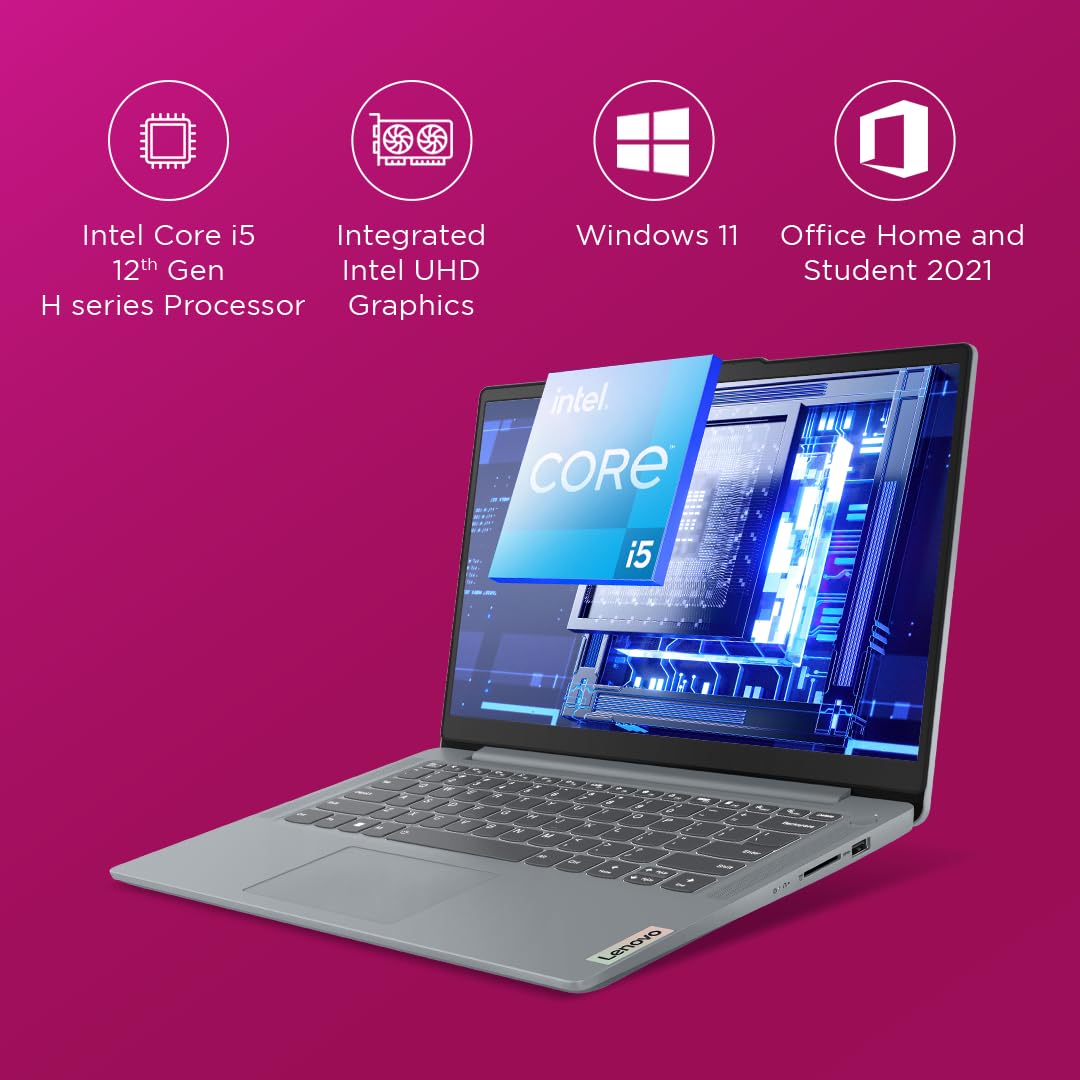 Intel Core i5
12th Gen
H series Processor
Integrated
Intel UHD
Graphics
Windows 11
Office Home and
Student 2021
intel.
CORE™
i5
Lenovo